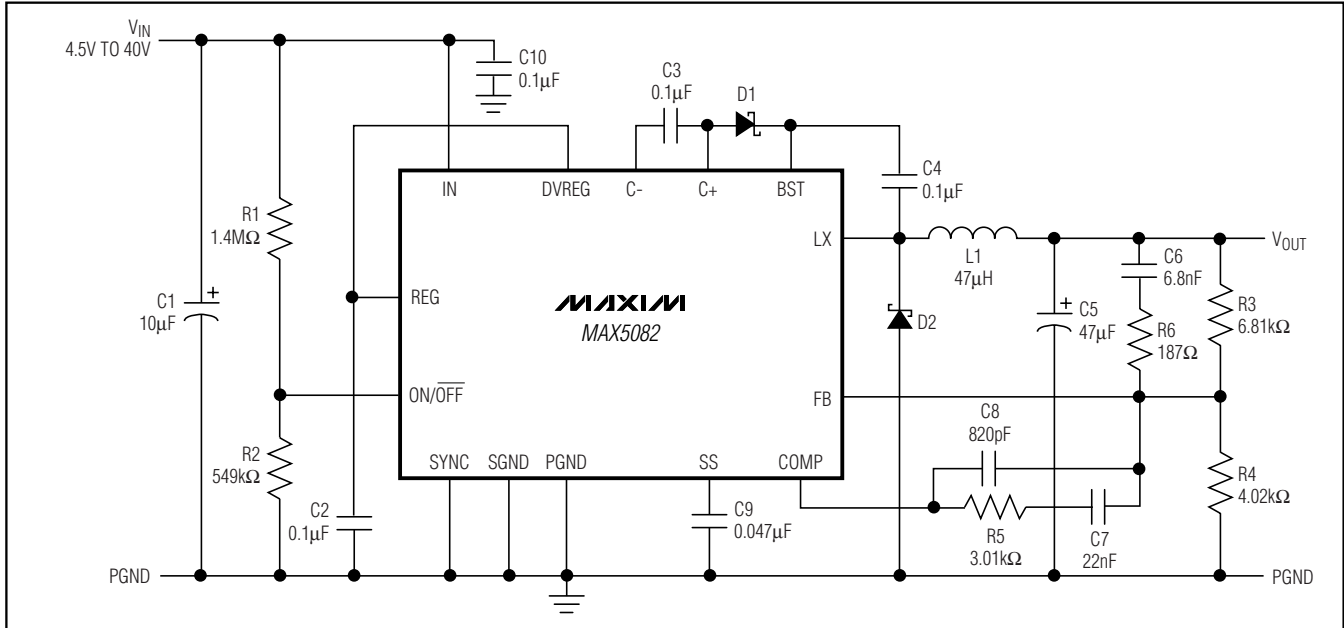 VIN
4.5V TO 40V
C10
0.1µF
C3
0.1µF
D1
IN
DVREG
C-
C+
BST
C4
0.1µF
R1
1.4MΩ
LX
L1
47µH
VOUT
C6
6.8nF
C1
10µF
+
REG
MAXIM
MAX5082
D2
+
C5
47µF
R6
187Ω
R3
6.81kΩ
ON/OFF
FB
R2
549kΩ
C8
820pF
SYNC
SGND
PGND
SS
COMP
R4
4.02kΩ
C2
0.1µF
C9
0.047µF
R5
3.01kΩ
C7
22nF
PGND
PGND